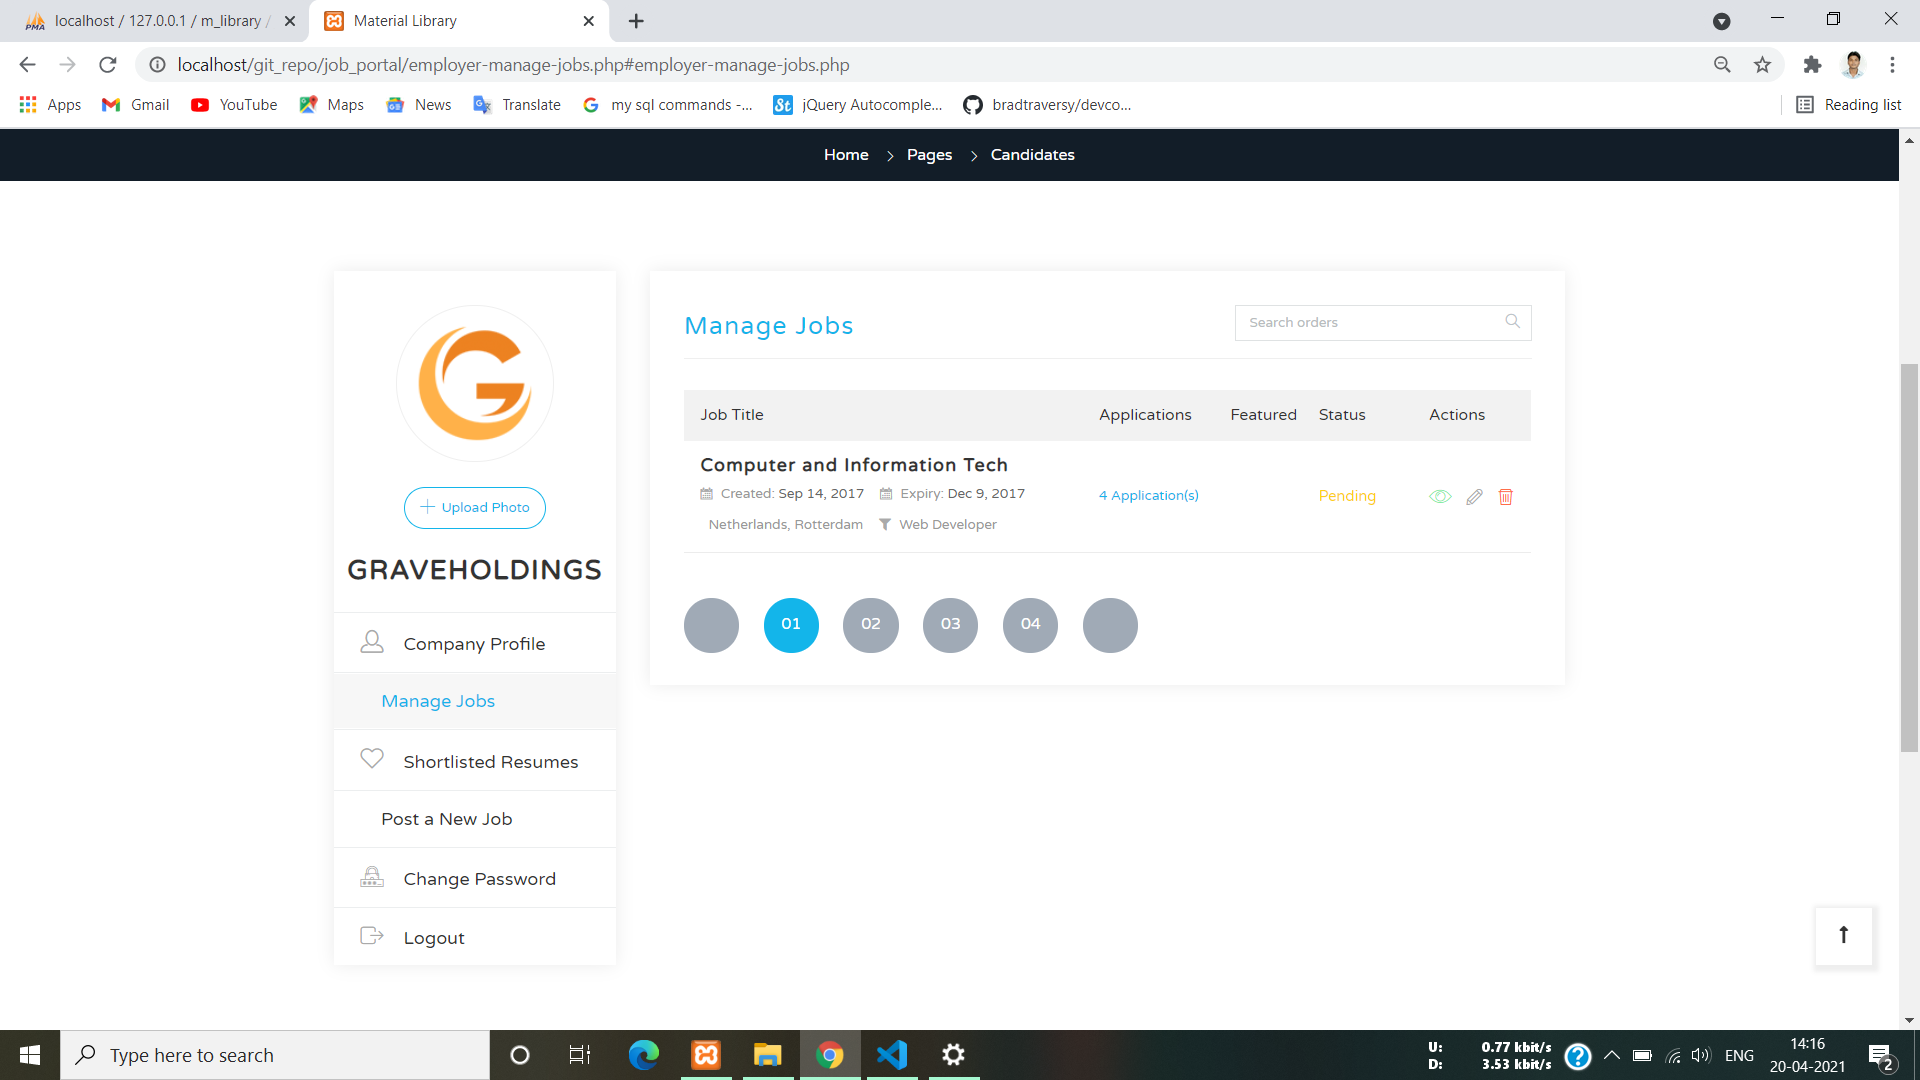 localhost / 127.0.0.1 / m_library /
Material Library
localhost/git_repo/job_portal/employer-manage-jobs.php#employer-manage-jobs.php
Apps
Gmail
YouTube
Maps
News
Translate
my sql commands -...
jQuery Autocomple...
bradtraversy/devco...
Reading list
Home
Pages
Candidates
G
Upload Photo
GRAVEHOLDINGS
Company Profile
Manage Jobs
Shortlisted Resumes
Post a New Job
Change Password
Logout
Manage Jobs
Search orders
Job Title Applications Featured Status Actions
Computer and Information Tech
Created: Sep 14, 2017 Expiry: Dec 9, 2017
4 Application(s)
Pending
Netherlands, Rotterdam Web Developer
01 02 03 04
Type here to search
U: 0.77 kbit/s
D: 3.53 kbit/s
ENG
14:16
20-04-2021
2